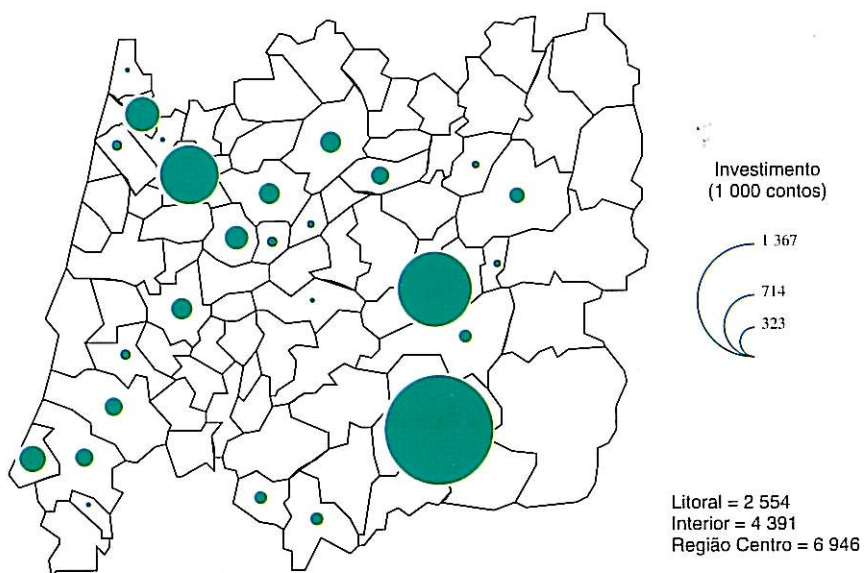 Investimento
(1 000 contos)
1 367
714
323
Litoral = 2 554
Interior = 4 391
Região Centro = 6 946